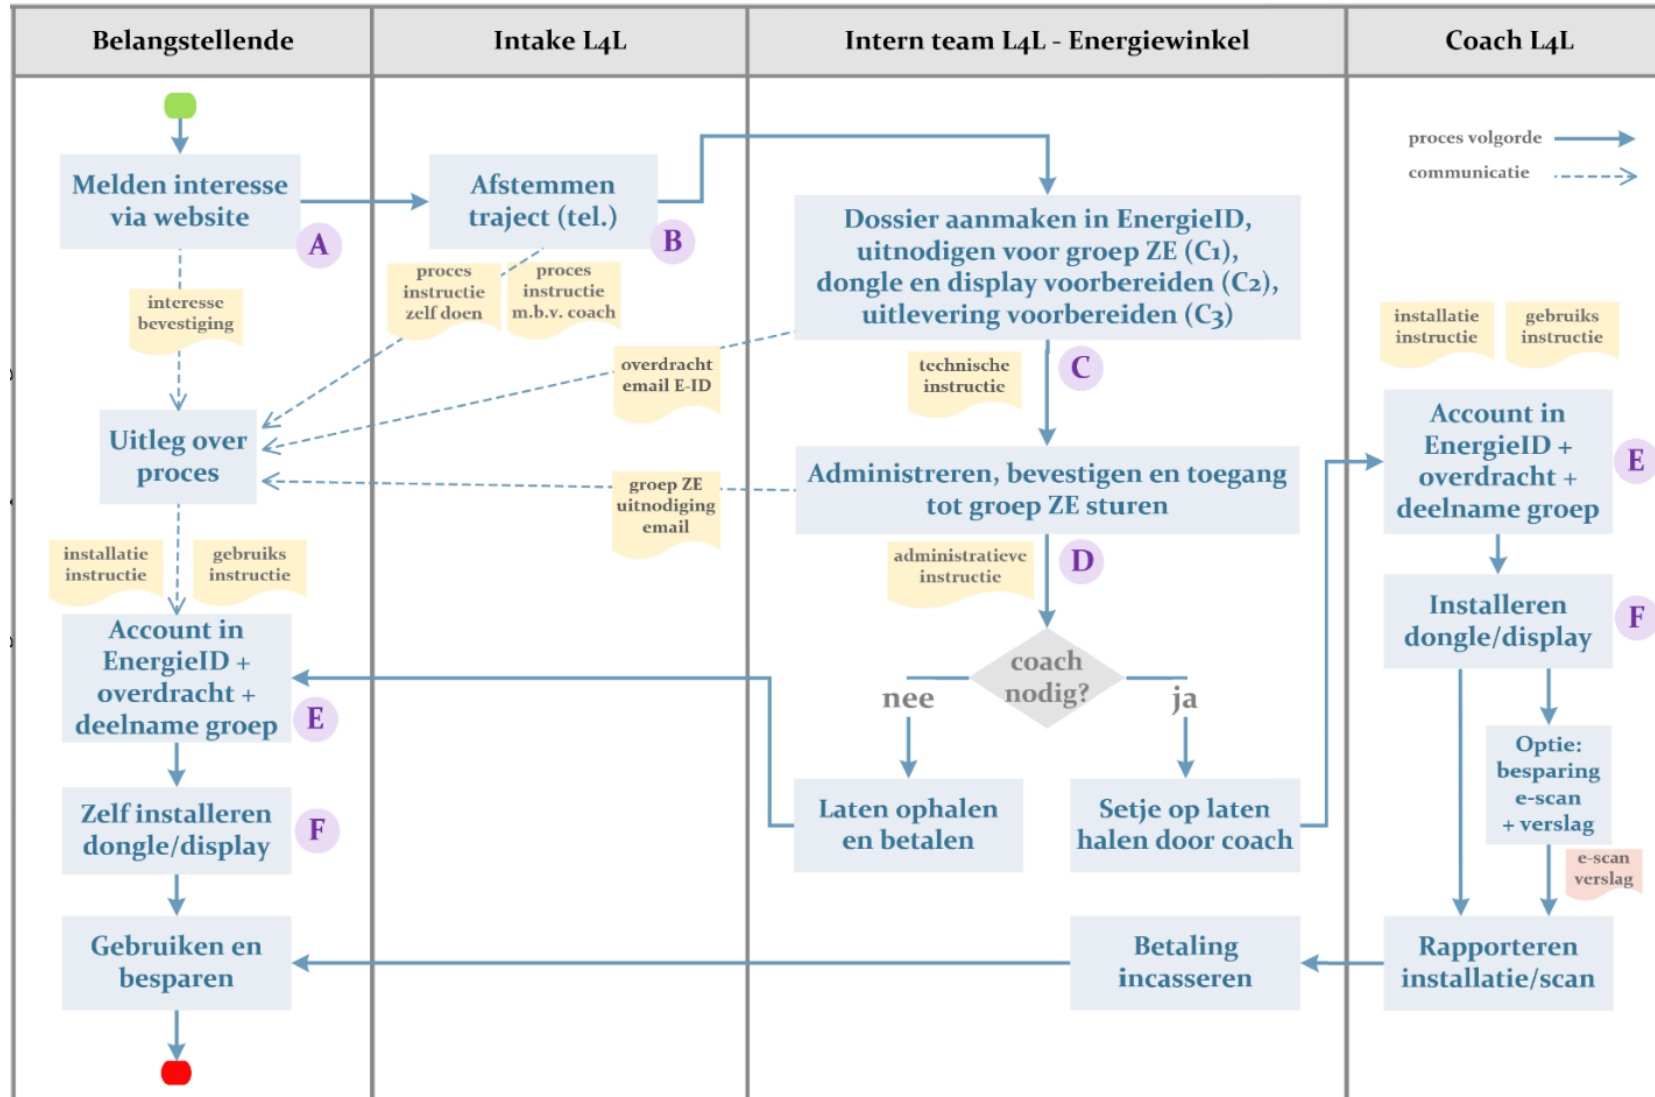 Belangstellende
Intake L4L
Intern team L4L - Energiewinkel
Coach L4L
proces volgorde
communicatie
Melden interesse
via website
A
Afstemmen
traject (tel.)
B
Dossier aanmaken in EnergieID,
uitnodigen voor groep ZE (C1),
dongle en display voorbereiden (C2),
uitlevering voorbereiden (C3)
C
interesse
bevestiging
proces
instructie
zelf doen
proces
instructie
m.b.v. coach
overdracht
email E-ID
technische
instructie
installatie
instructie
gebruiks
instructie
Uitleg over
proces
groep ZE
uitnodiging
email
Administreren, bevestigen en toegang
tot groep ZE sturen
D
administratieve
instructie
Account in
EnergieID +
overdracht +
deelname groep
E
installatie
instructie
gebruiks
instructie
Account in
EnergieID +
overdracht +
deelname groep
E
coach
nodig?
nee
ja
Installeren
dongle/display
F
Optie:
besparing
e-scan
+ verslag
Zelf installeren
dongle/display
F
Laten ophalen
en betalen
Setje op laten
halen door coach
e-scan
verslag
Gebruiken en
besparen
Betaling
incasseren
Rapporteren
installatie/scan